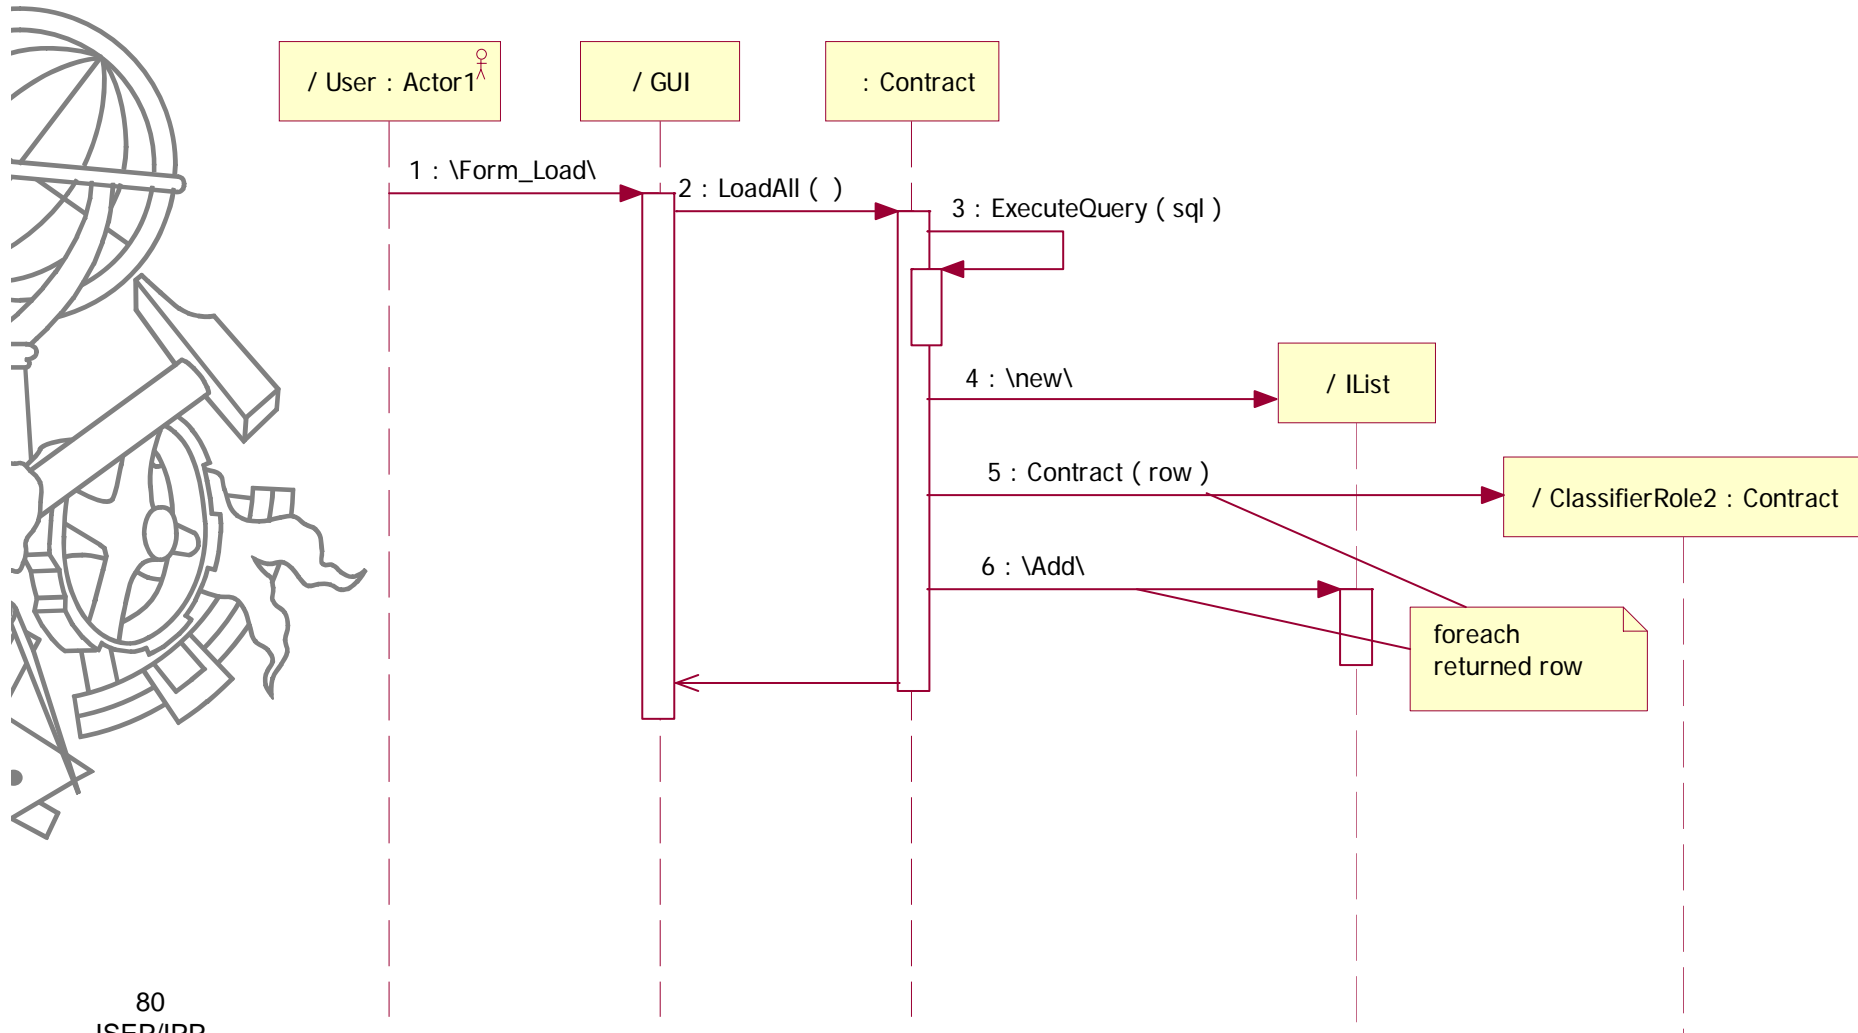 / User : Actor1
/ GUI
: Contract
1 : \Form_Load\
2 : LoadAll ( )
3 : ExecuteQuery ( sql )
4 : \new\
/ IList
5 : Contract ( row )
/ ClassifierRole2 : Contract
6 : \Add\
foreach
returned row
80